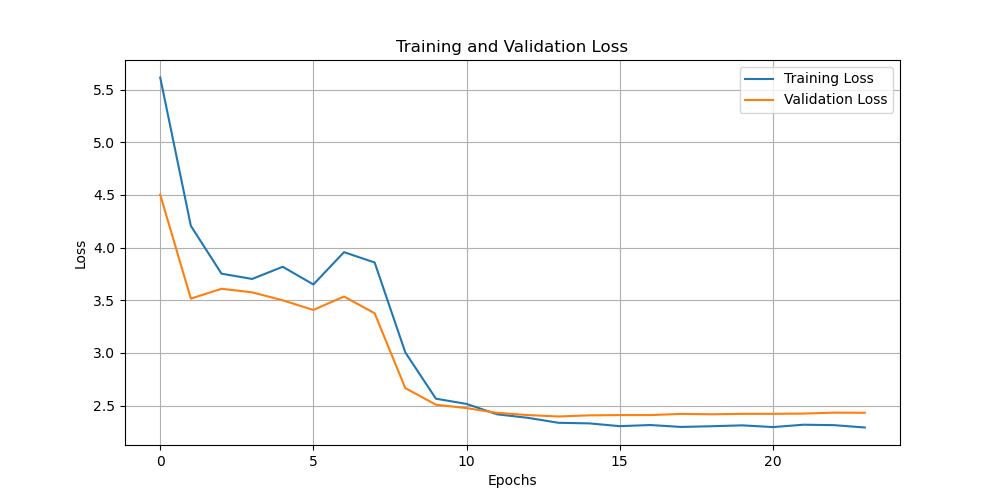 Training and Validation Loss
Training Loss
Validation Loss
5.5
5.0
4.5
4.0
3.5
3.0
2.5
Loss
0 5 10 15 20
Epochs